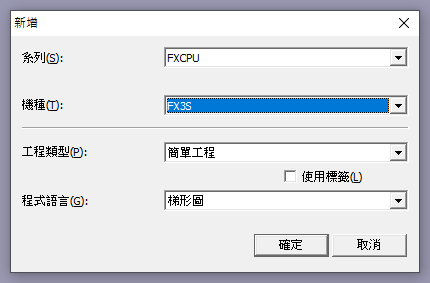 新增
系列(S):
FXCPU
機種(T):
FX3S
工程類型(P):
簡單工程
使用標籤(L)
程式語言(G):
梯形圖
確定
取消